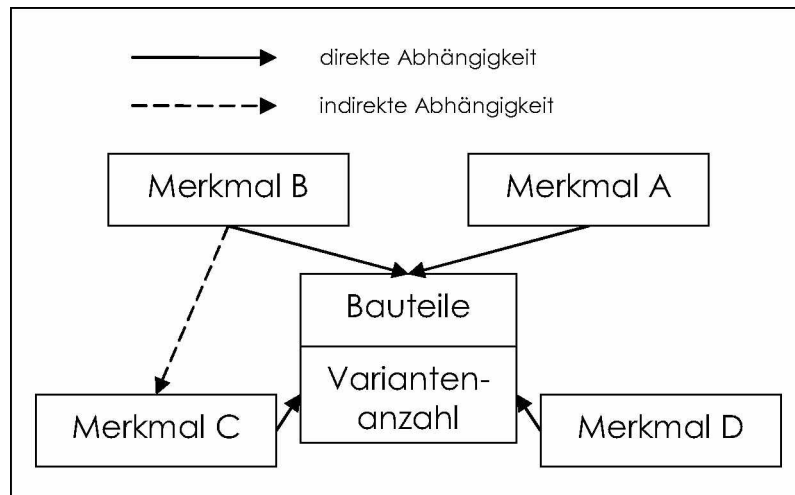 direkte Abhängigkeit
indirekte Abhängigkeit
Merkmal B
Merkmal A
Bauteile
Varianten-
anzahl
Merkmal C
Merkmal D